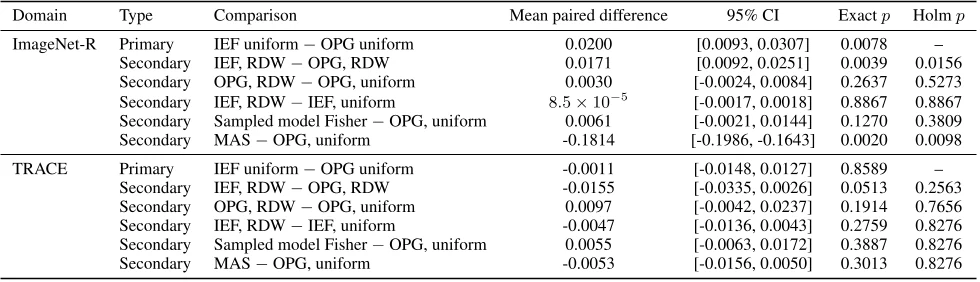 Domain Type Comparison Mean paired difference 95% CI Exact p Holm p
ImageNet-R Primary IEF uniform − OPG uniform 0.0200 [0.0093, 0.0307] 0.0078 –
Secondary IEF, RDW − OPG, RDW 0.0171 [0.0092, 0.0251] 0.0039 0.0156
Secondary OPG, RDW − OPG, uniform 0.0030 [-0.0024, 0.0084] 0.2637 0.5273
Secondary IEF, RDW − IEF, uniform 8.5 × 10⁻⁵ [-0.0017, 0.0018] 0.8867 0.8867
Secondary Sampled model Fisher − OPG, uniform 0.0061 [-0.0021, 0.0144] 0.1270 0.3809
Secondary MAS − OPG, uniform -0.1814 [-0.1986, -0.1643] 0.0020 0.0098
TRACE Primary IEF uniform − OPG uniform -0.0011 [-0.0148, 0.0127] 0.8589 –
Secondary IEF, RDW − OPG, RDW -0.0155 [-0.0335, 0.0026] 0.0513 0.2563
Secondary OPG, RDW − OPG, uniform 0.0097 [-0.0042, 0.0237] 0.1914 0.7656
Secondary IEF, RDW − IEF, uniform -0.0047 [-0.0136, 0.0043] 0.2759 0.8276
Secondary Sampled model Fisher − OPG, uniform 0.0055 [-0.0063, 0.0172] 0.3887 0.8276
Secondary MAS − OPG, uniform -0.0053 [-0.0156, 0.0050] 0.3013 0.8276